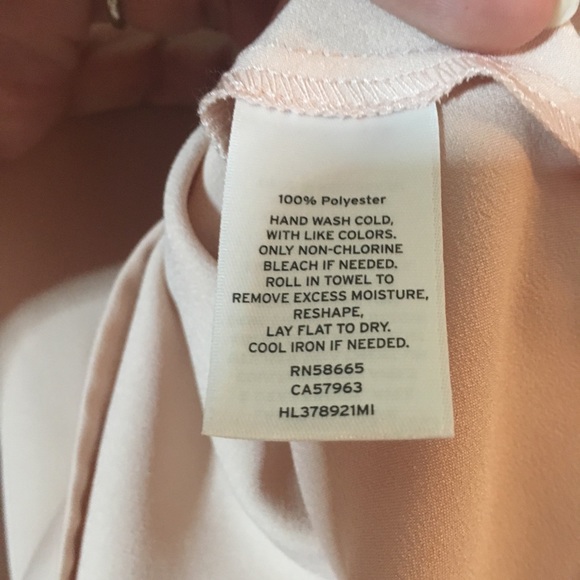 100% Polyester
HAND WASH COLD,
WITH LIKE COLORS.
ONLY NON-CHLORINE
BLEACH IF NEEDED.
ROLL IN TOWEL TO
REMOVE EXCESS MOISTURE,
RESHAPE,
LAY FLAT TO DRY.
COOL IRON IF NEEDED.
RN58665
CA57963
HL378921MI